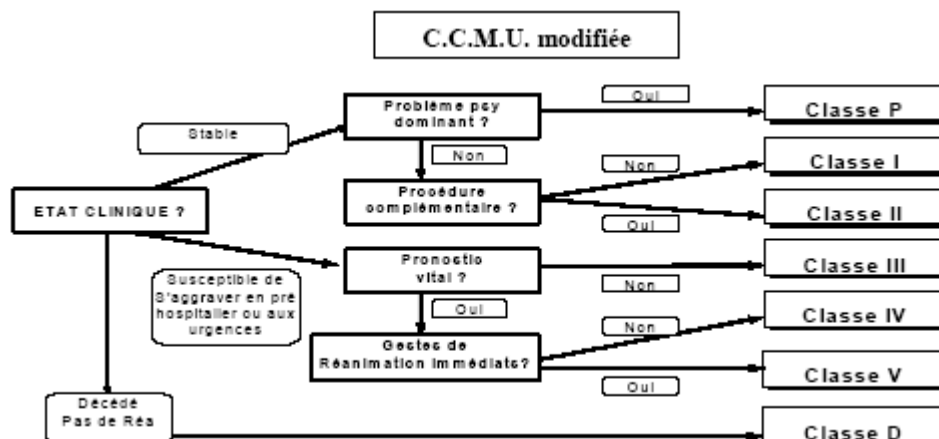 C.C.M.U. modifiée
Problème psy
dominant ?
Oui
Classe P
Stable
Non
Non
Classe I
ETAT CLINIQUE ?
Procédure
complémentaire ?
Oui
Classe II
Susceptible de
S'aggraver en pré
hospitalier ou aux
urgences
Pronostic
vital ?
Non
Classe III
Oui
Non
Classe IV
Gestes de
Réanimation immédiats?
Oui
Classe V
Décédé
Pas de Réa
Classe D